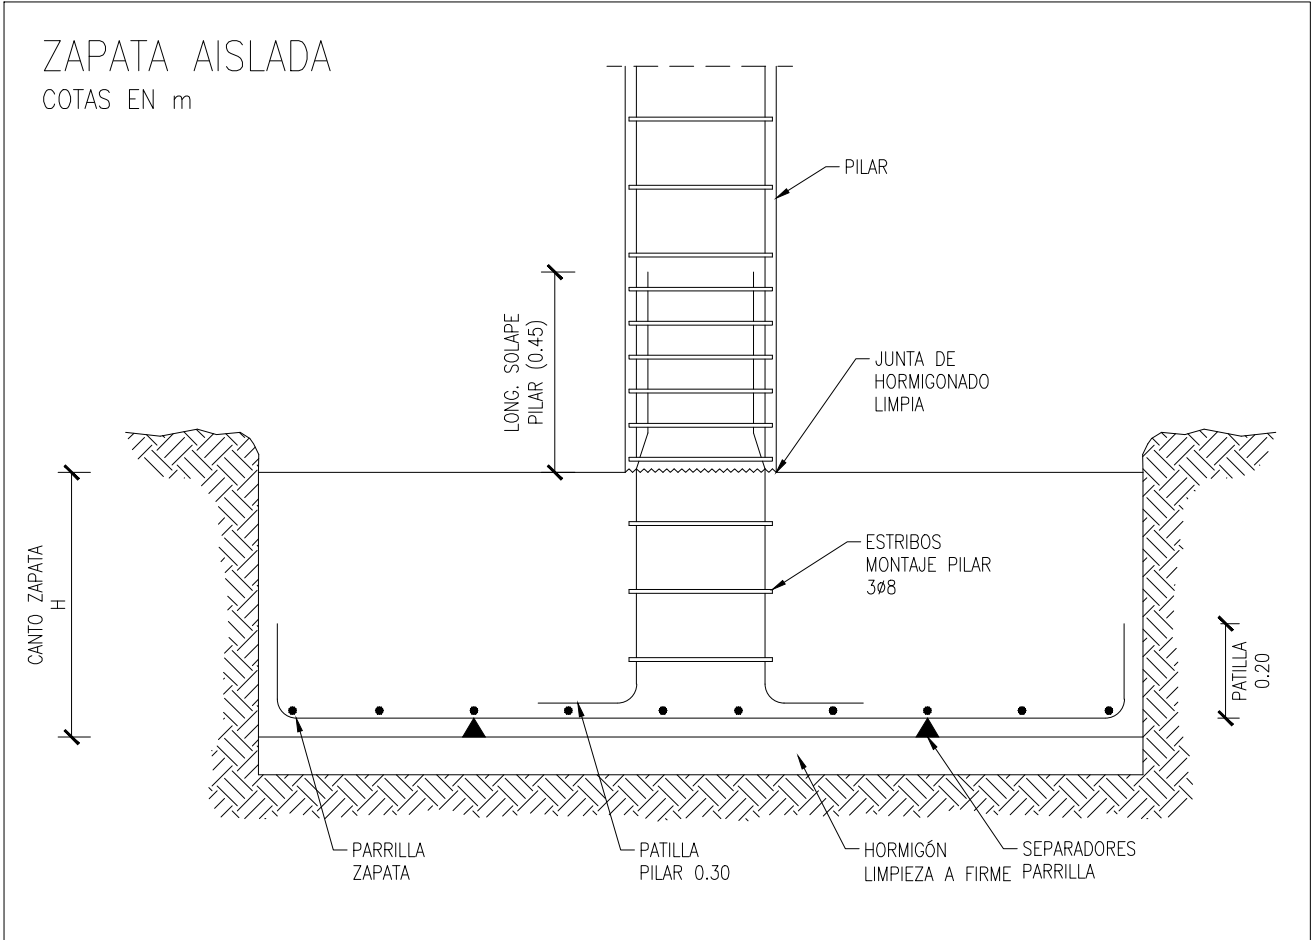 ZAPATA AISLADA
COTAS EN m
PILAR
LONG. SOLAPE
PILAR (0.45)
JUNTA DE
HORMIGONADO
LIMPIA
CANTO ZAPATA
H
ESTRIBOS
MONTAJE PILAR
3ø8
PATILLA
0.20
PARRILLA
ZAPATA
PATILLA
PILAR 0.30
HORMIGÓN
LIMPIEZA A FIRME
SEPARADORES
PARRILLA